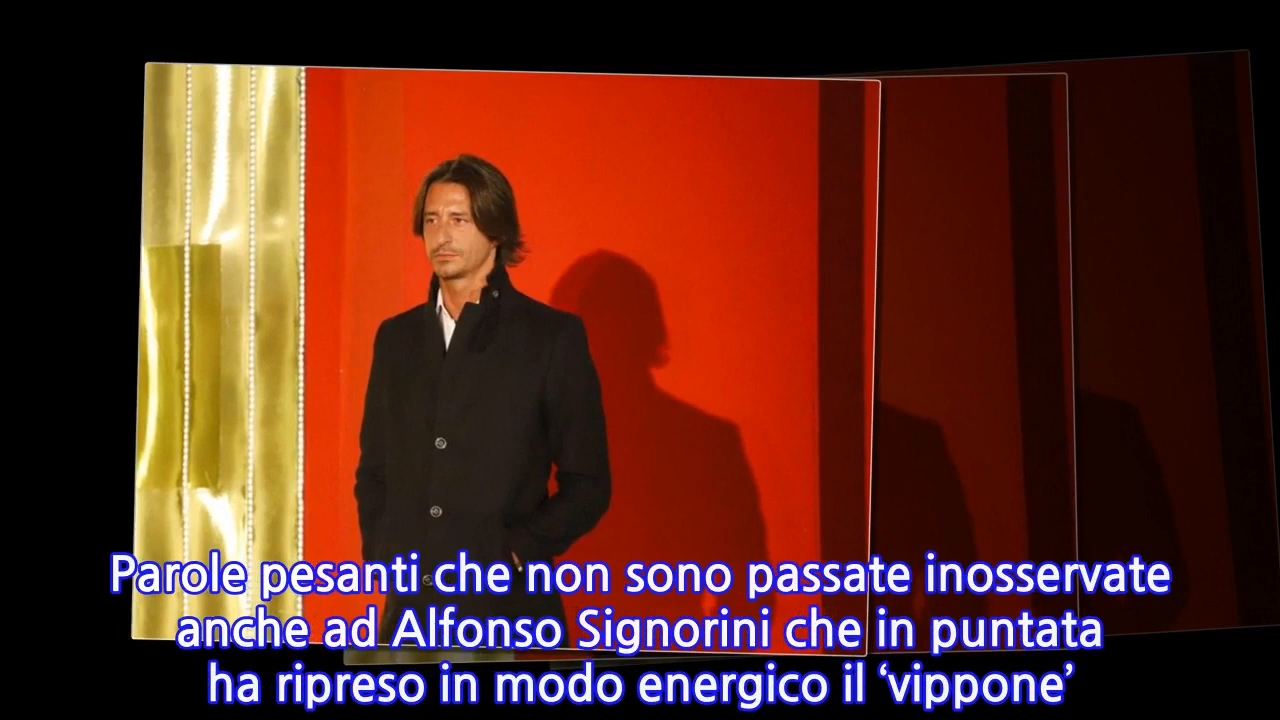 Parole pesanti che non sono passate inosservate
anche ad Alfonso Signorini che in puntata
ha ripreso in modo energico il ‘vippone’